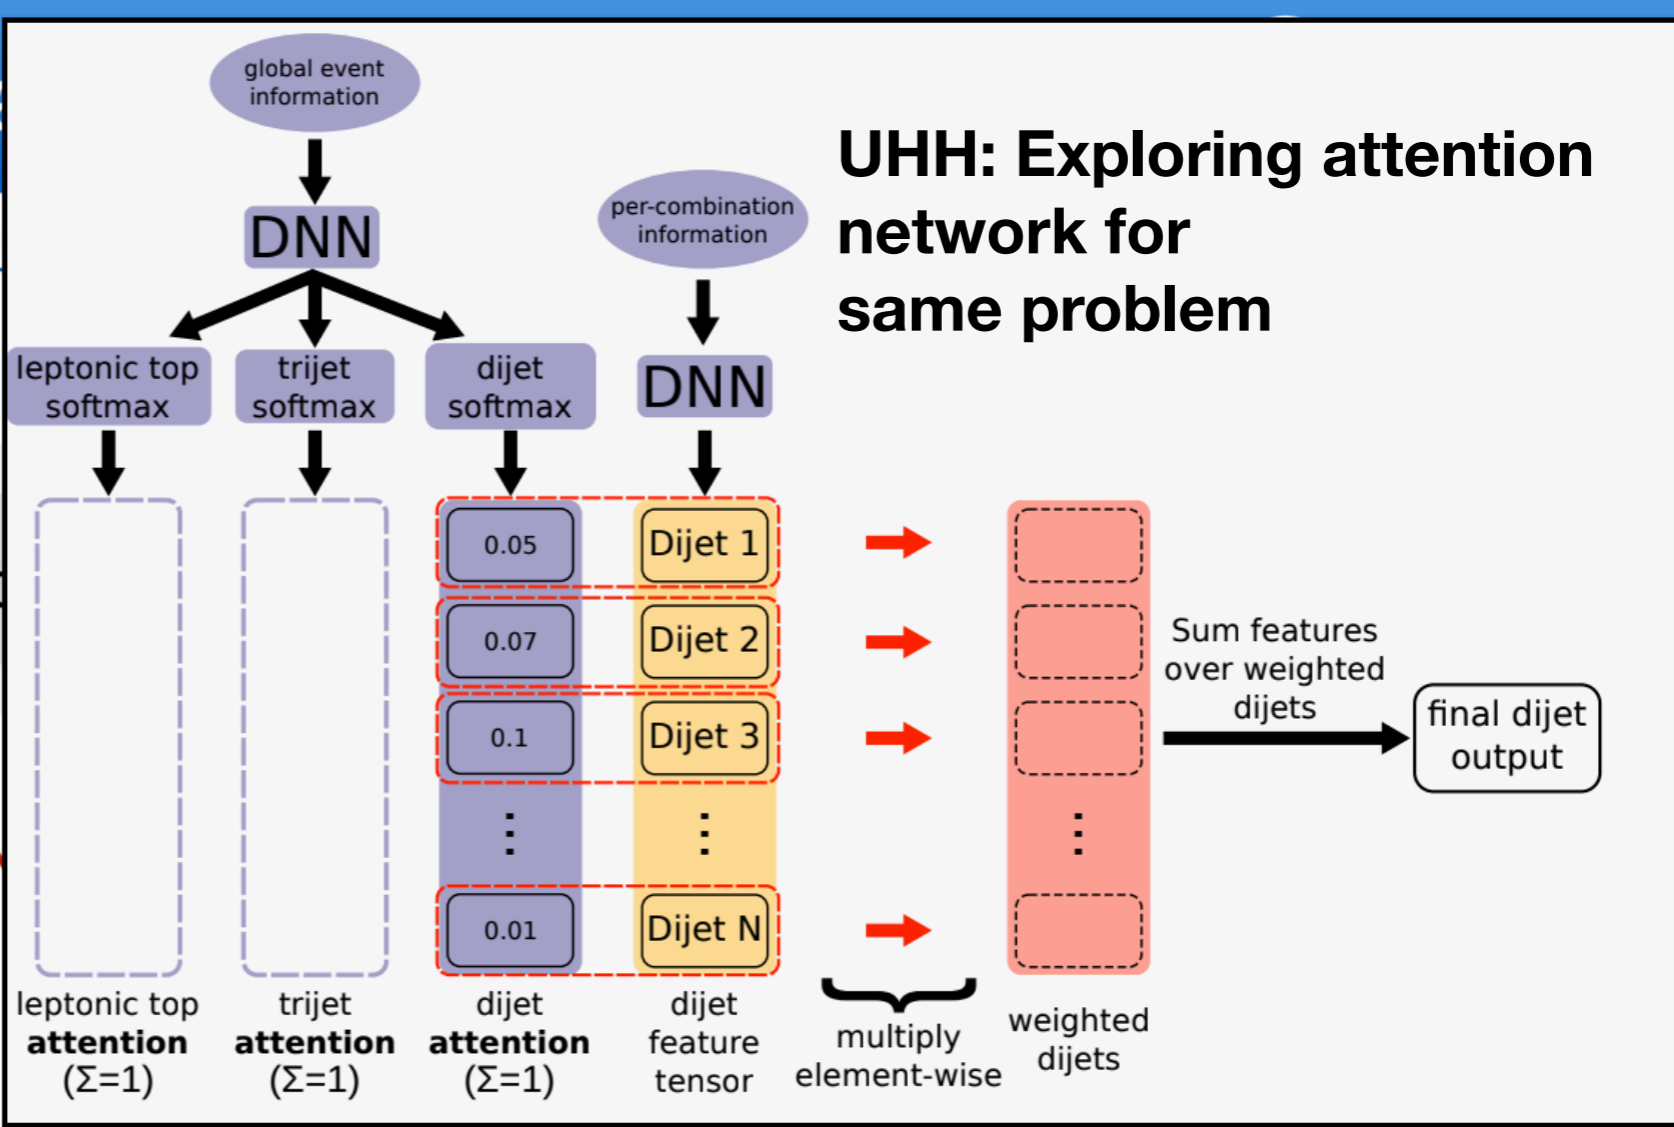 global event
information
DNN
per-combination
information
UHH: Exploring attention
network for
same problem
leptonic top
softmax
trijet
softmax
dijet
softmax
DNN
0.05
Dijet 1
0.07
Dijet 2
0.1
Dijet 3
⋮
⋮
⋮
0.01
Dijet N
Sum features
over weighted
dijets
final dijet
output
leptonic top
attention
(Σ=1)
trijet
attention
(Σ=1)
dijet
attention
(Σ=1)
dijet
feature
tensor
multiply
element-wise
weighted
dijets